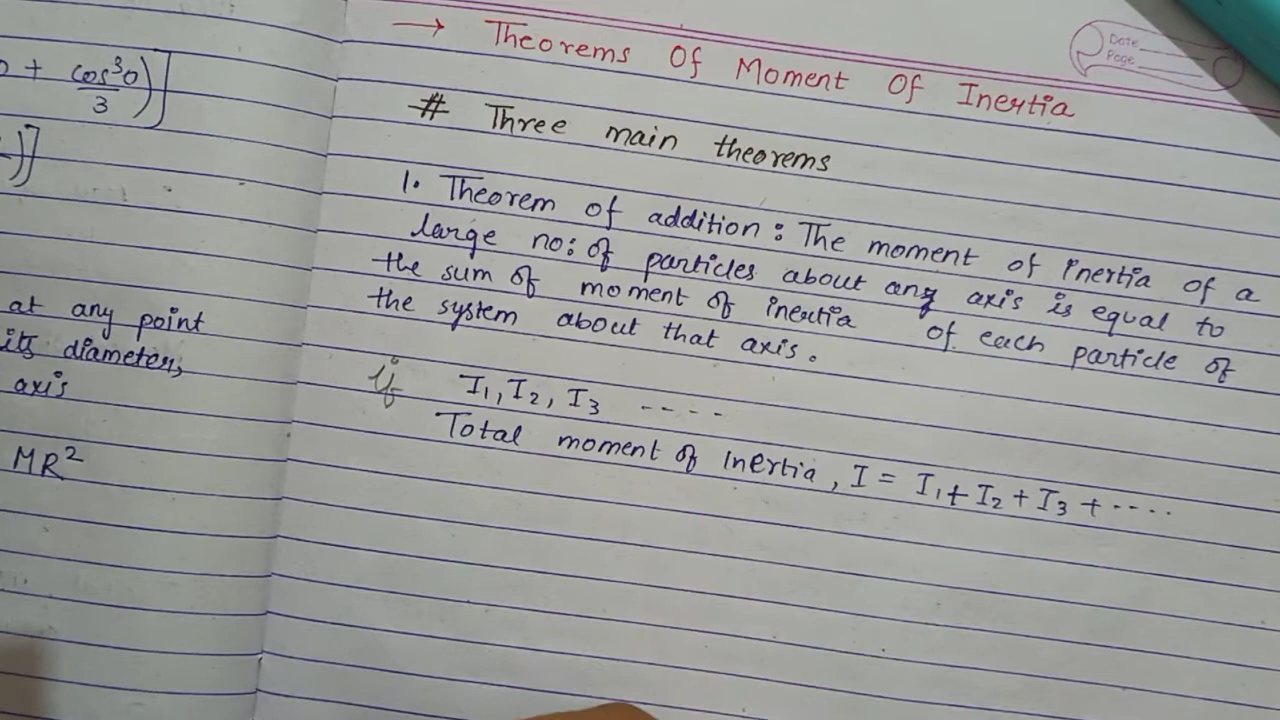 o + cos³0)]
3
-)]
at any point
its diameter,
axis
MR²
→ Theorems Of Moment Of Inertia
Date
Page
# Three main theorems
1. Theorem of addition : The moment of inertia of a
large no: of particles about any axis is equal to
the sum of moment of inertia of each particle of
the system about that axis.
if I₁, I₂, I₃ ----
Total moment of Inertia, I = I₁ + I₂ + I₃ + ....